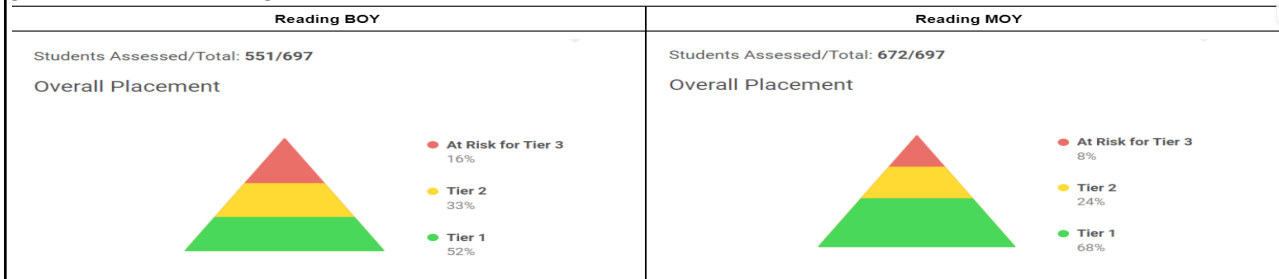 Reading BOY
Students Assessed/Total: 551/697
Overall Placement
At Risk for Tier 3
16%
Tier 2
33%
Tier 1
52%
Reading MOY
Students Assessed/Total: 672/697
Overall Placement
At Risk for Tier 3
8%
Tier 2
24%
Tier 1
68%